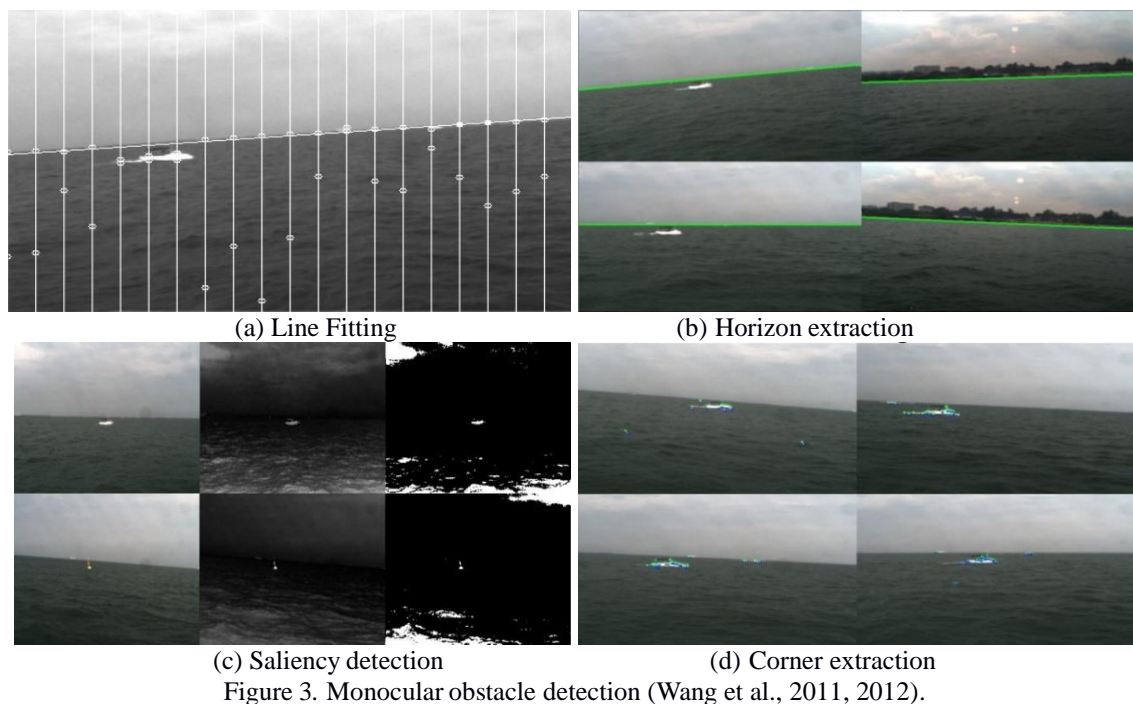 (a) Line Fitting
(b) Horizon extraction
(c) Saliency detection
(d) Corner extraction
Figure 3. Monocular obstacle detection (Wang et al., 2011, 2012).